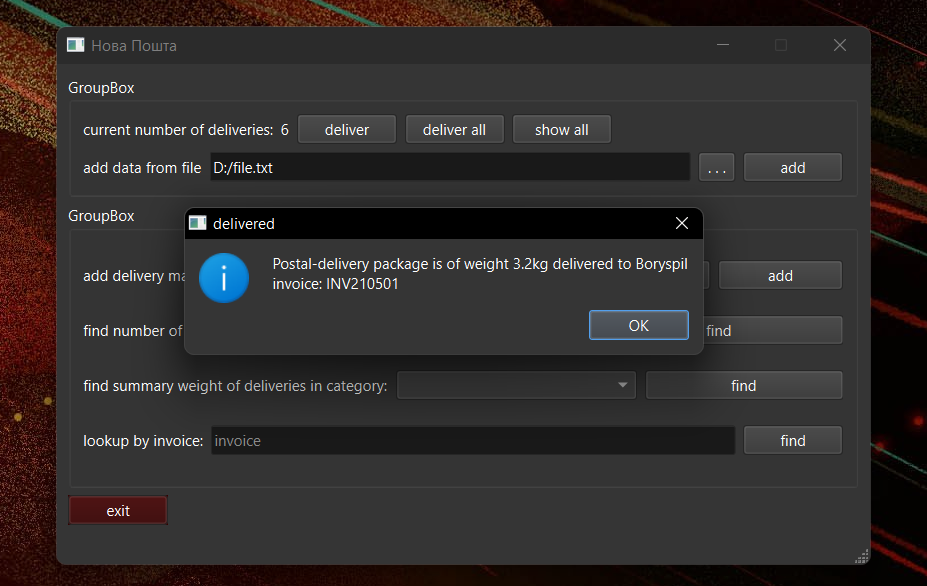 Нова Пошта
GroupBox
current number of deliveries: 6 deliver deliver all show all
add data from file D:/file.txt ... add
GroupBox
delivered
Postal-delivery package is of weight 3.2kg delivered to Boryspil
invoice: INV210501
OK
add delivery ma add
find number of find
find summary weight of deliveries in category: find
lookup by invoice: invoice find
exit